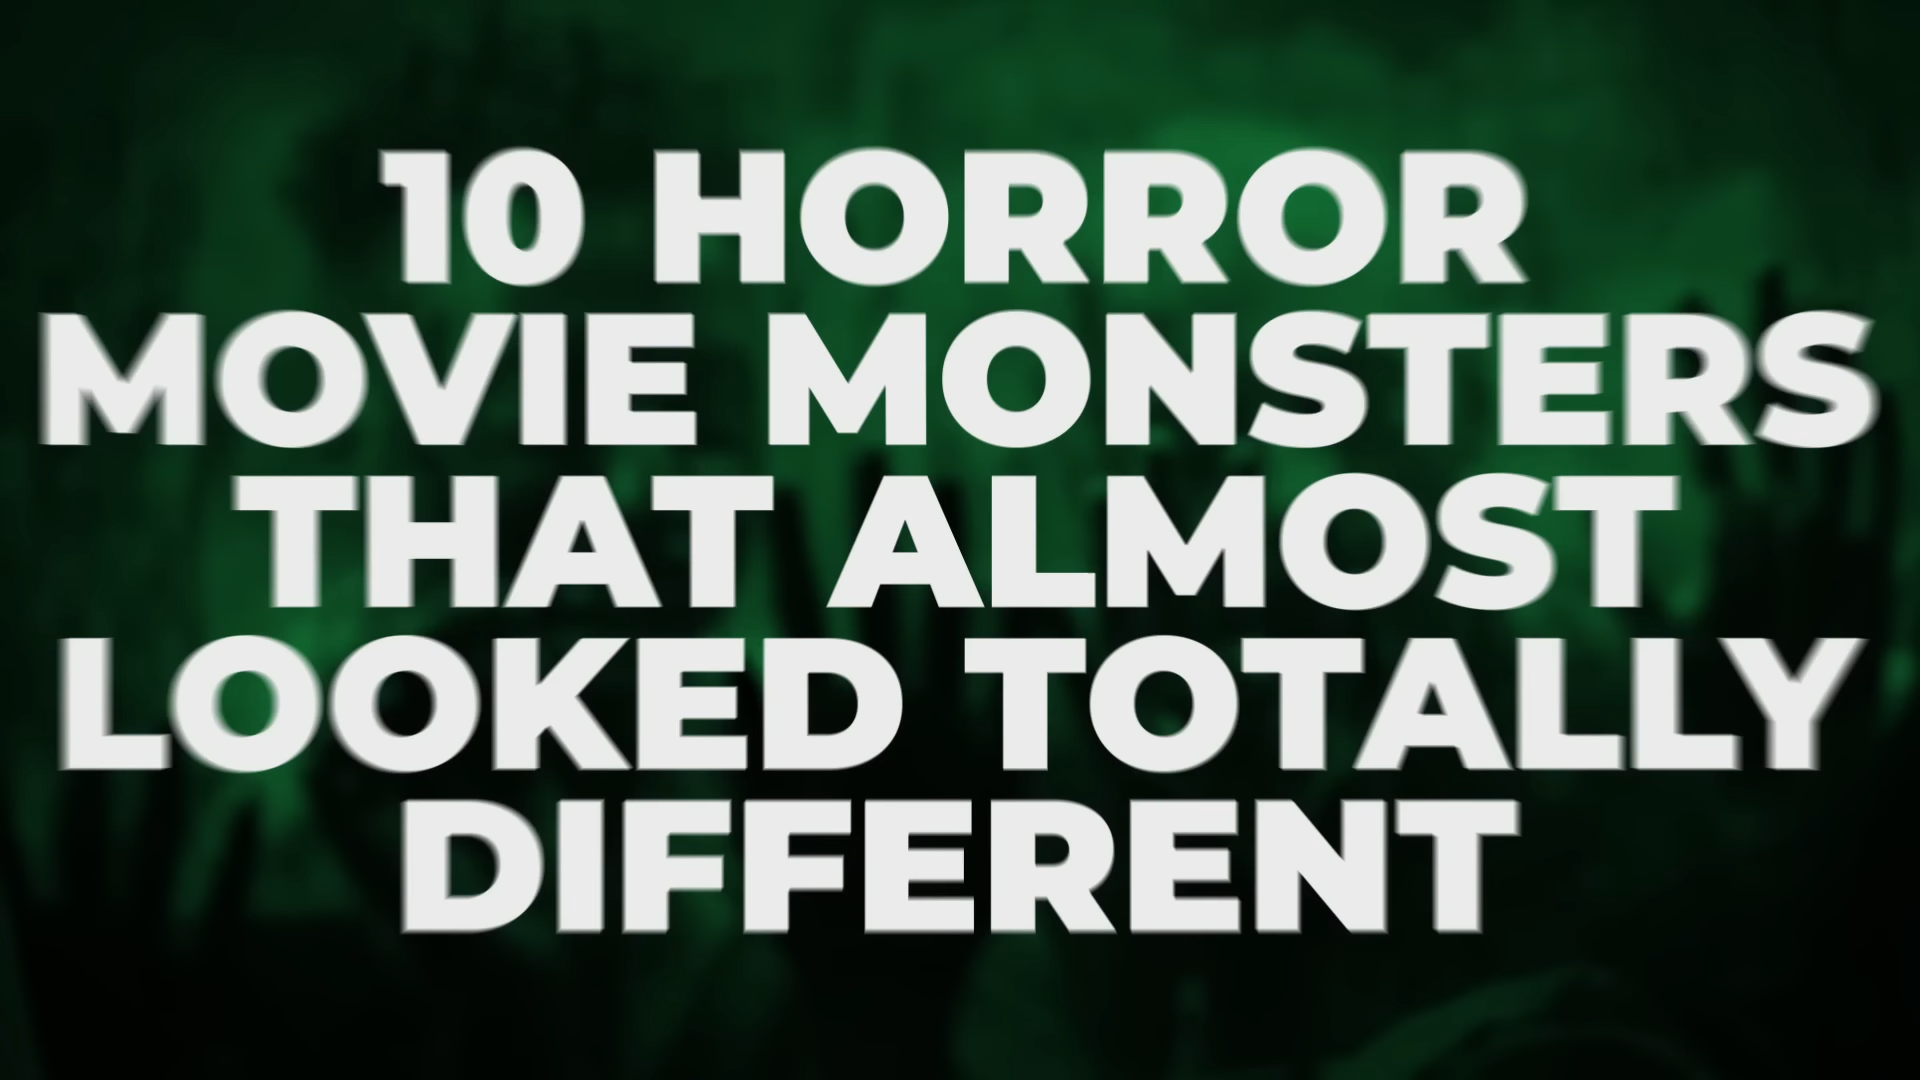 10 HORROR
MOVIE MONSTERS
THAT ALMOST
LOOKED TOTALLY
DIFFERENT